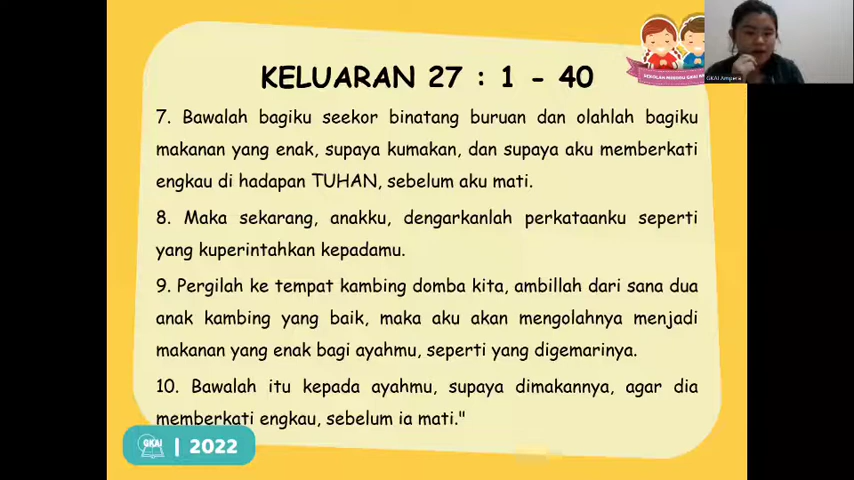 GKAI Ampera
SEKOLAH MINGGU
KELUARAN 27 : 1 - 40
7. Bawalah bagiku seekor binatang buruan dan olahlah bagiku
makanan yang enak, supaya kumakan, dan supaya aku memberkati
engkau di hadapan TUHAN, sebelum aku mati.
8. Maka sekarang, anakku, dengarkanlah perkataanku seperti
yang kuperintahkan kepadamu.
9. Pergilah ke tempat kambing domba kita, ambillah dari sana dua
anak kambing yang baik, maka aku akan mengolahnya menjadi
makanan yang enak bagi ayahmu, seperti yang digemarinya.
10. Bawalah itu kepada ayahmu, supaya dimakannya, agar dia
memberkati engkau, sebelum ia mati."
GKAI | 2022